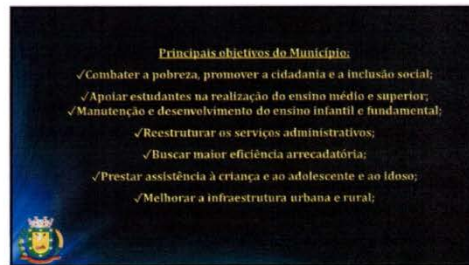 Principais objetivos do Município:
✓Combater a pobreza, promover a cidadania e a inclusão social;
✓Apoiar estudantes na realização do ensino médio e superior;
✓Manutenção e desenvolvimento do ensino infantil e fundamental;
✓Reestruturar os serviços administrativos;
✓Buscar maior eficiência arrecadatória;
✓Prestar assistência à criança e ao adolescente e ao idoso;
✓Melhorar a infraestrutura urbana e rural;